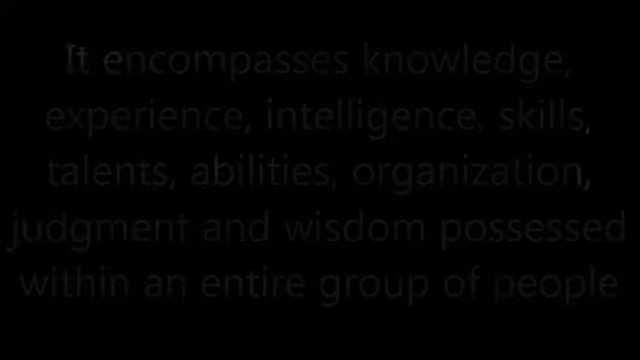 It encompasses knowledge,
experience, intelligence, skills,
talents, abilities, organization,
judgment and wisdom possessed
within an entire group of people